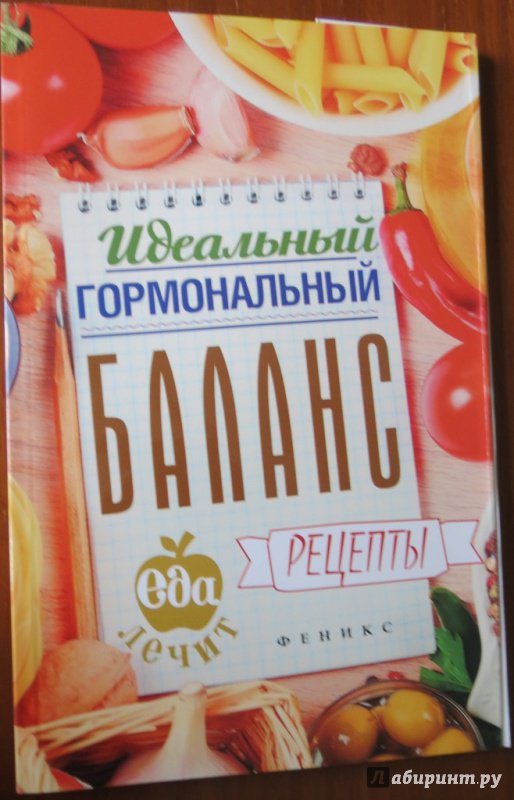 Идеальный
ГОРМОНАЛЬНЫЙ
БАЛАНС
РЕЦЕПТЫ
еда
лечит
ФЕНИКС
Лабиринт.ру